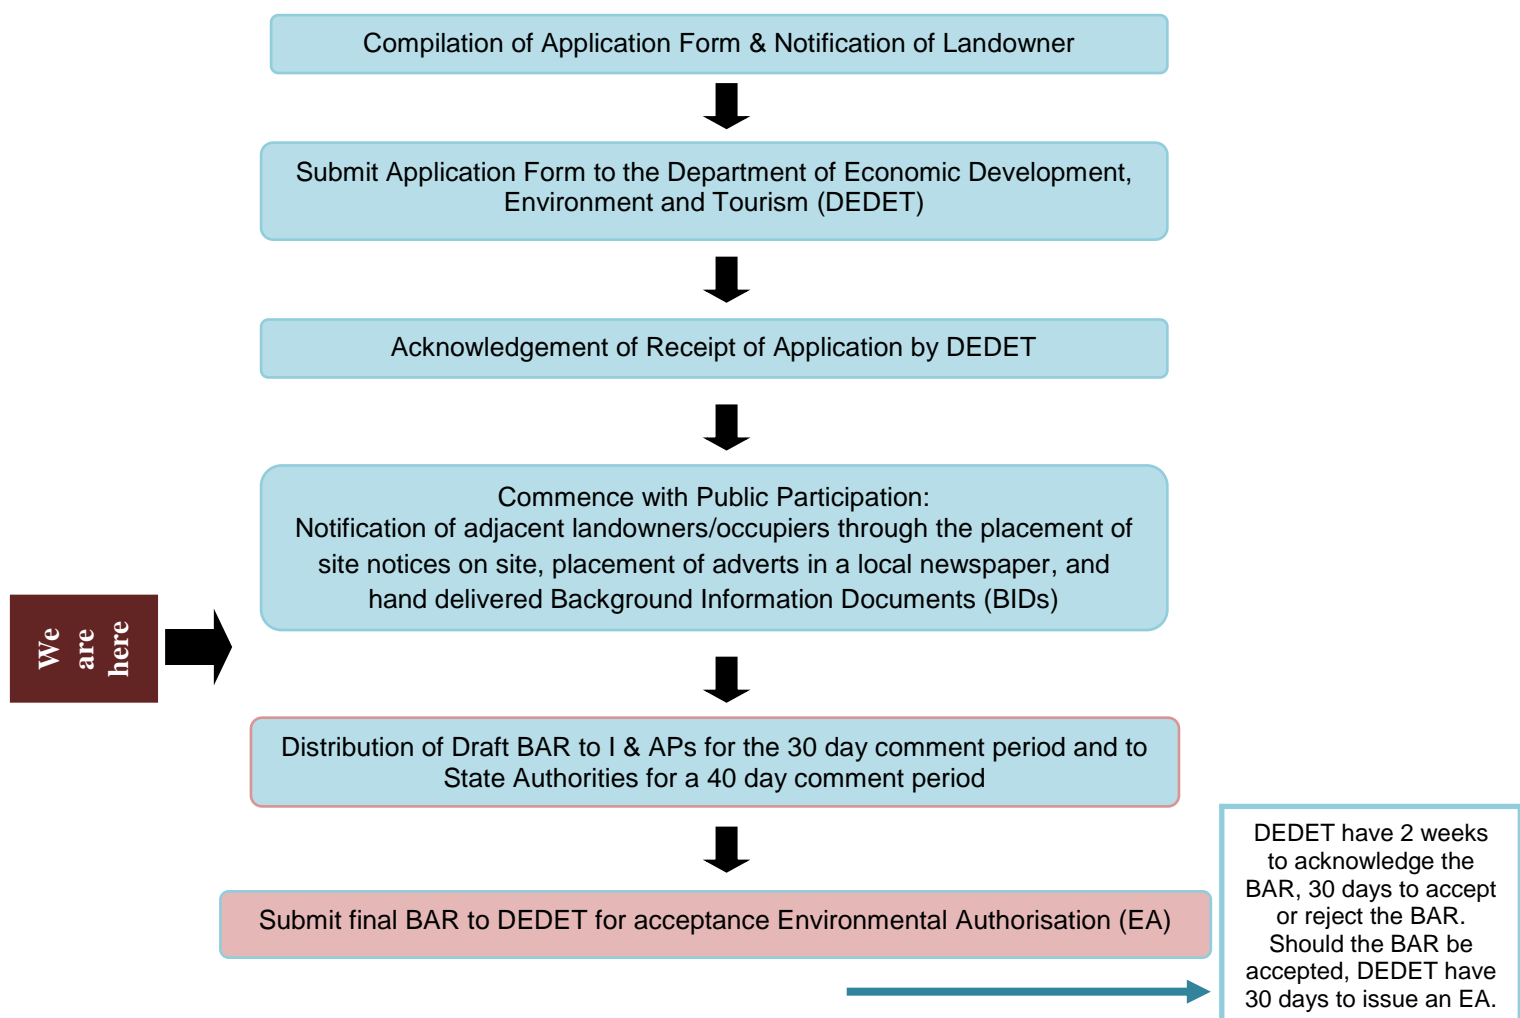 Compilation of Application Form & Notification of Landowner
Submit Application Form to the Department of Economic Development,
Environment and Tourism (DEDET)
Acknowledgement of Receipt of Application by DEDET
Commence with Public Participation:
Notification of adjacent landowners/occupiers through the placement of
site notices on site, placement of adverts in a local newspaper, and
hand delivered Background Information Documents (BIDs)
We
are
here
Distribution of Draft BAR to I & APs for the 30 day comment period and to
State Authorities for a 40 day comment period
Submit final BAR to DEDET for acceptance Environmental Authorisation (EA)
DEDET have 2 weeks
to acknowledge the
BAR, 30 days to accept
or reject the BAR.
Should the BAR be
accepted, DEDET have
30 days to issue an EA.